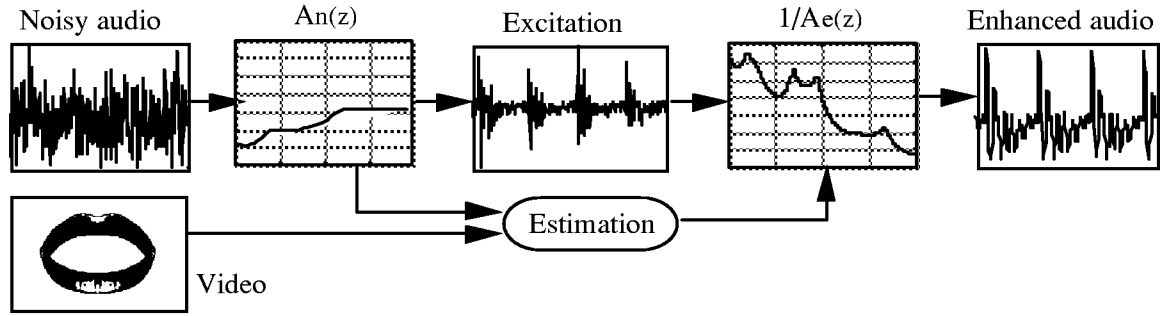 Noisy audio
An(z)
Excitation
1/Ae(z)
Enhanced audio
Estimation
Video